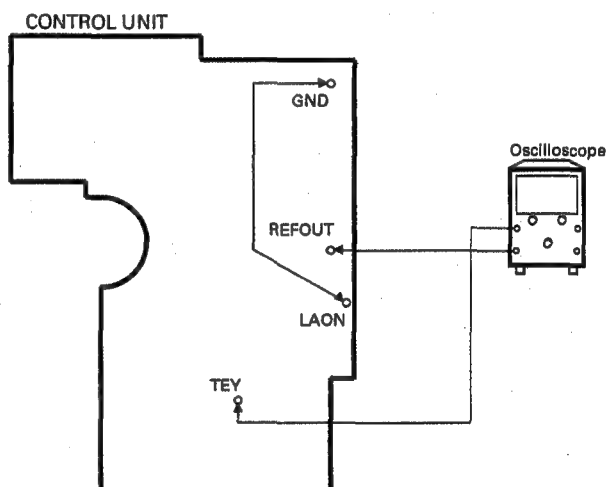 CONTROL UNIT
GND
Oscilloscope
REFOUT
LAON
TEY